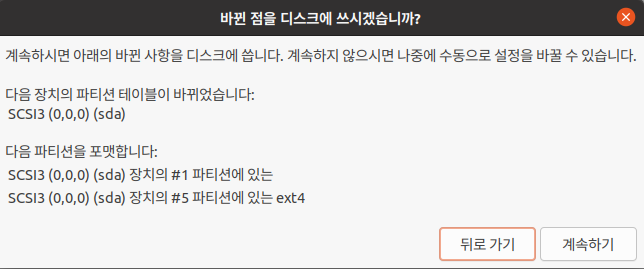 바뀐 점을 디스크에 쓰시겠습니까?
계속하시면 아래의 바뀐 사항을 디스크에 씁니다. 계속하지 않으시면 나중에 수동으로 설정을 바꿀 수 있습니다.
다음 장치의 파티션 테이블이 바뀌었습니다:
SCSI3 (0,0,0) (sda)
다음 파티션을 포맷합니다:
SCSI3 (0,0,0) (sda) 장치의 #1 파티션에 있는
SCSI3 (0,0,0) (sda) 장치의 #5 파티션에 있는 ext4
뒤로 가기
계속하기